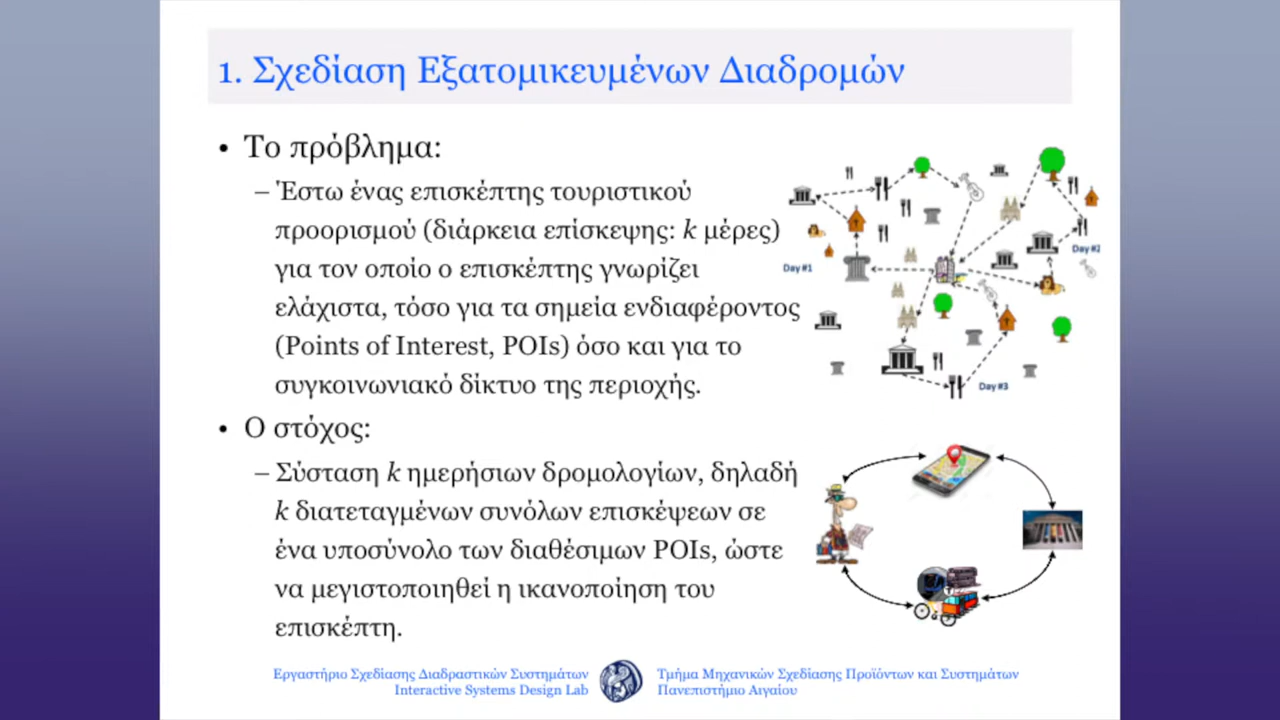 1. Σχεδίαση Εξατομικευμένων Διαδρομών
• Το πρόβλημα:
– Έστω ένας επισκέπτης τουριστικού
προορισμού (διάρκεια επίσκεψης: k μέρες)
για τον οποίο ο επισκέπτης γνωρίζει
ελάχιστα, τόσο για τα σημεία ενδιαφέροντος
(Points of Interest, POIs) όσο και για το
συγκοινωνιακό δίκτυο της περιοχής.
• Ο στόχος:
– Σύσταση k ημερήσιων δρομολογίων, δηλαδή
k διατεταγμένων συνόλων επισκέψεων σε
ένα υποσύνολο των διαθέσιμων POIs, ώστε
να μεγιστοποιηθεί η ικανοποίηση του
επισκέπτη.
Day #1
Day #2
Day #3
Εργαστήριο Σχεδίασης Διαδραστικών Συστημάτων
Interactive Systems Design Lab
Τμήμα Μηχανικών Σχεδίασης Προϊόντων και Συστημάτων
Πανεπιστήμιο Αιγαίου